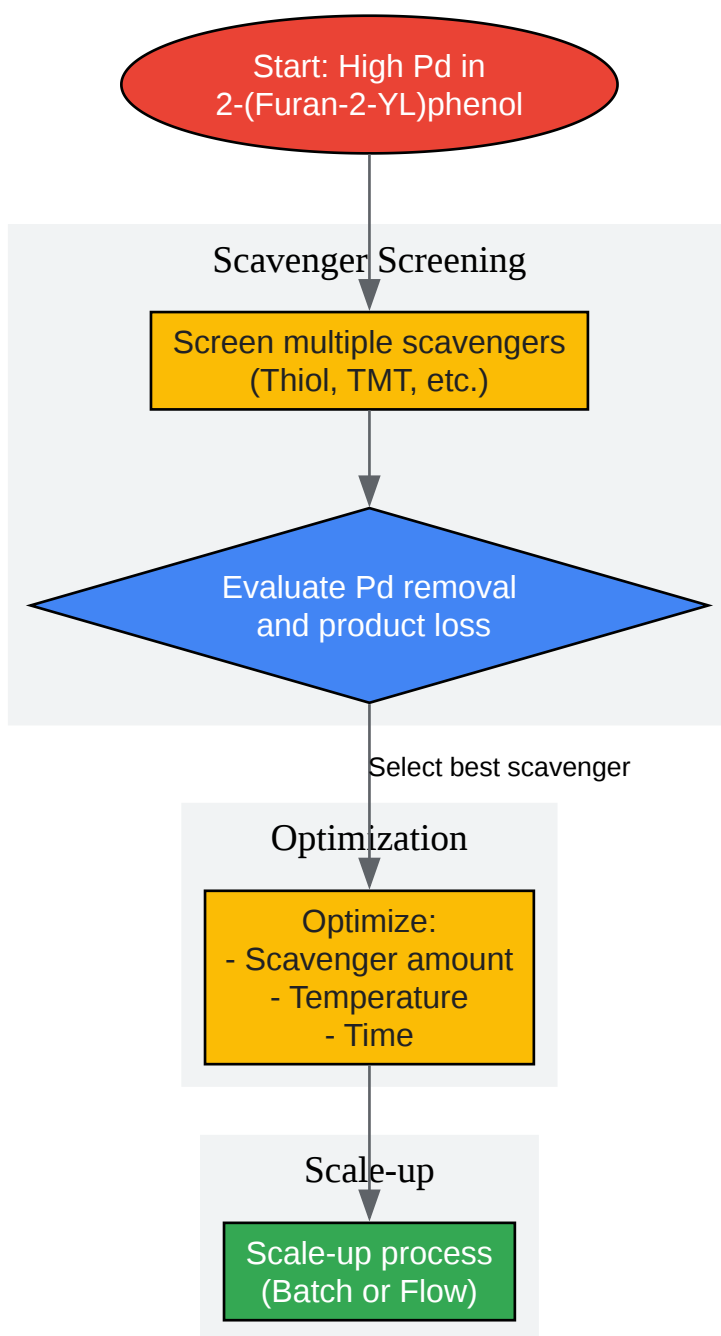 Start: High Pd in
2-(Furan-2-YL)phenol
Scavenger Screening
Screen multiple scavengers
(Thiol, TMT, etc.)
Evaluate Pd removal
and product loss
Select best scavenger
Optimization
Optimize:
- Scavenger amount
- Temperature
- Time
Scale-up
Scale-up process
(Batch or Flow)